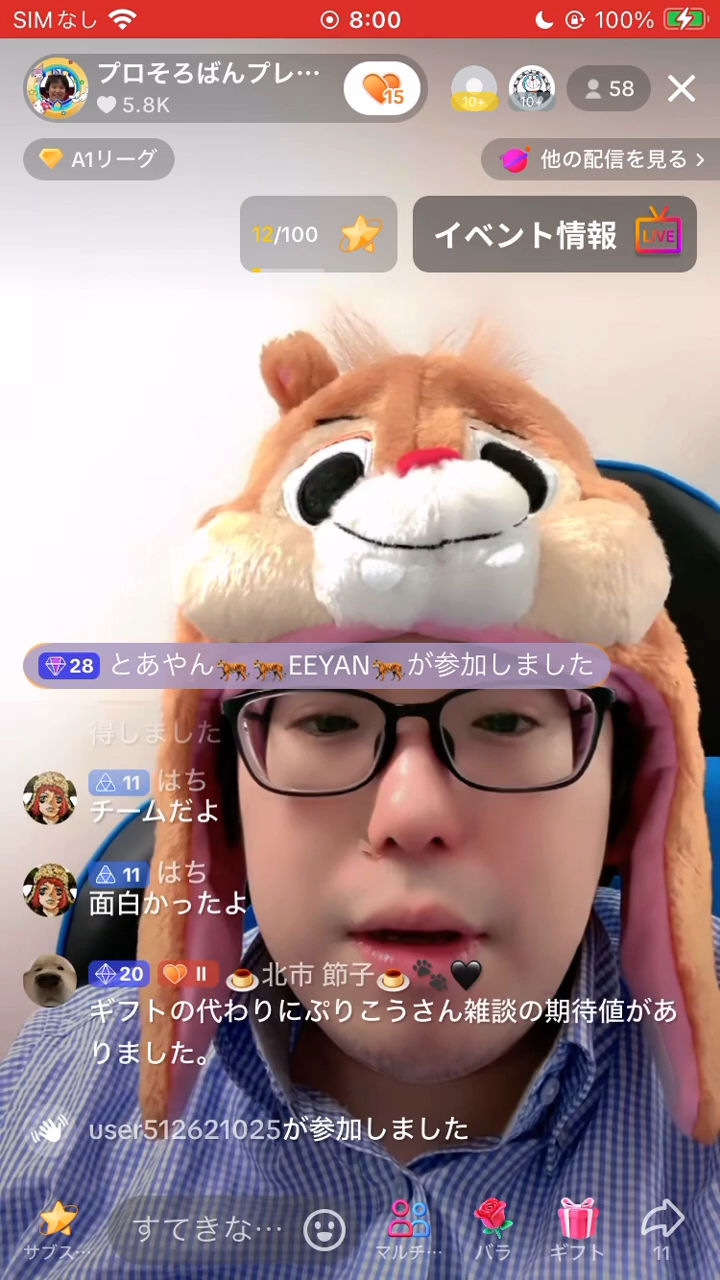 SIMなし 8:00 100%
プロそろばんプレ… 15
5.8K
10+ 10+ 58
A1リーグ 他の配信を見る
12/100 イベント情報 LIVE
28 とあやん🐅🐅EEYAN🐅が参加しました
得しました
11 はち
チームだよ
11 はち
面白かったよ
20 II 🍮北市 節子🍮🐾🖤
ギフトの代わりにぷりこうさん雑談の期待値があ
りました。
user512621025が参加しました
すてきな…
サブス… マルチ… バラ ギフト 11